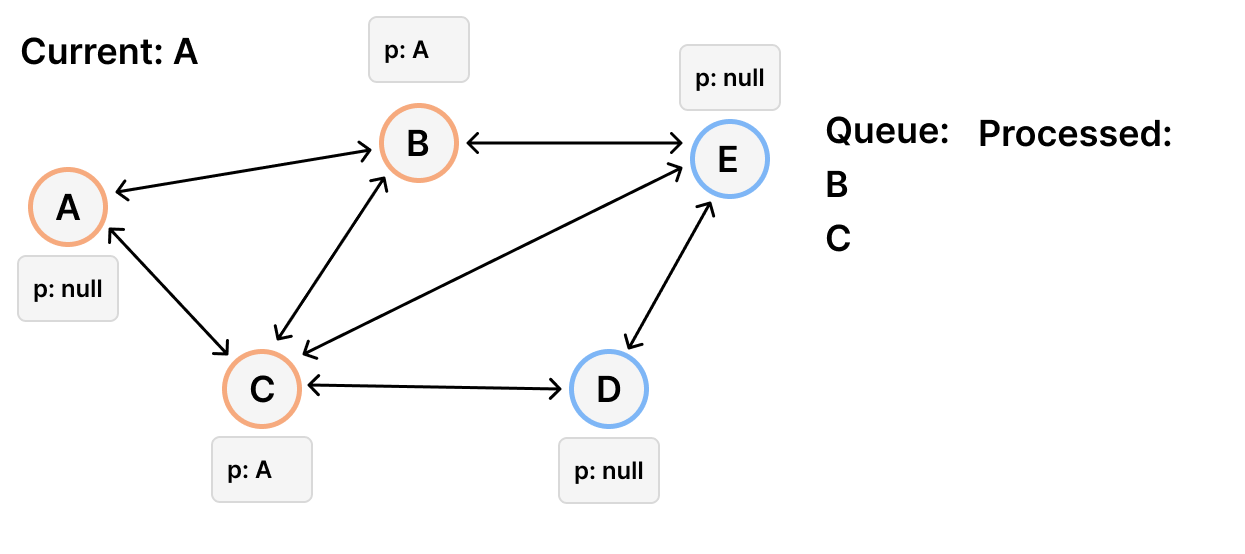 Current: A
p: A
p: null
Queue:
Processed:
B
E
B
A
C
p: null
C
D
p: A
p: null